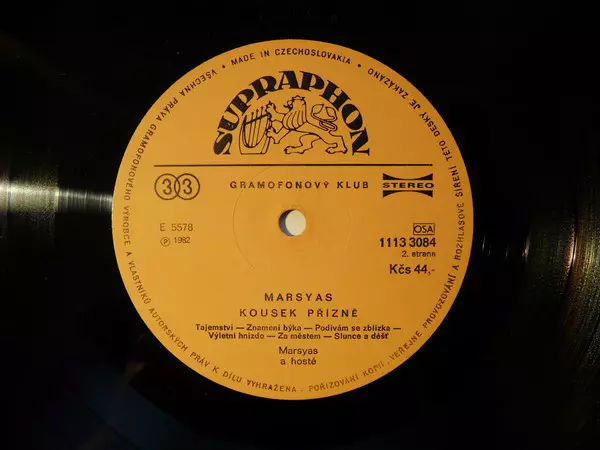 • MADE IN CZECHOSLOVAKIA •
VŠECHNA PRÁVA GRAMOFONOVÉHO VÝROBCE A VLASTNÍKŮ AUTORSKÝCH PRÁV K DÍLU VYHRAŽENA. POŘIZOVÁNÍ KOPIÍ, VEŘEJNÉ PROVOZOVÁNÍ A ROZHLASOVÉ ŠÍŘENÍ TÉTO DESKY JE ZAKÁZÁNO
SUPRAPHON
33
GRAMOFONOVÝ KLUB
STEREO
E 5578
Ⓟ 1982
OSA
1113 3084
2. strana
Kčs 44,-
MARSYAS
KOUSEK PŘÍZNĚ
Tajemství — Znamení býka — Podívám se zblízka —
Výletní hnízdo — Za městem — Slunce a déšť
Marsyas
a hosté